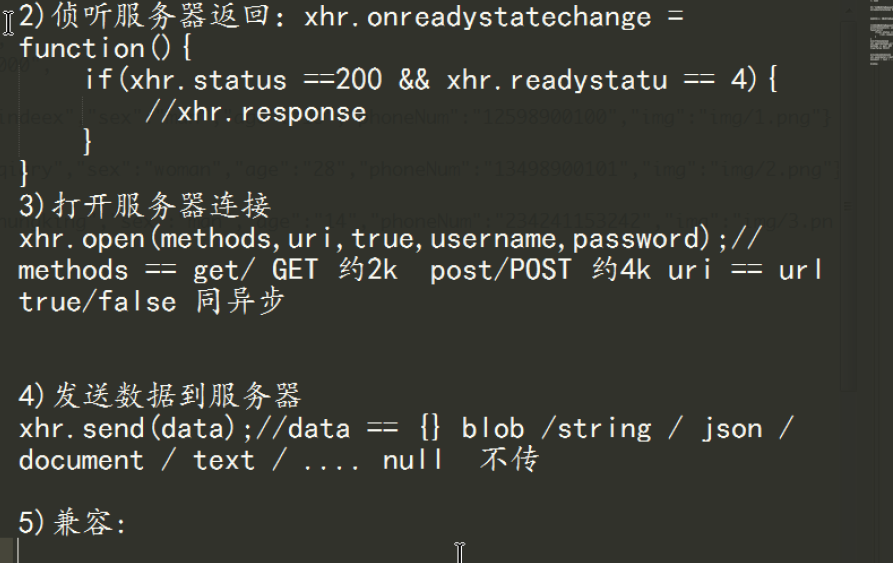 2)侦听服务器返回：xhr.onreadystatechange =
function(){
if(xhr.status ==200 && xhr.readystatu == 4){
//xhr.response
}
}
3)打开服务器连接
xhr.open(methods,uri,true,username,password);//
methods == get/ GET 约2k  post/POST 约4k uri == url
true/false 同异步
4)发送数据到服务器
xhr.send(data);//data == {} blob /string / json /
document / text / .... null  不传
5)兼容: